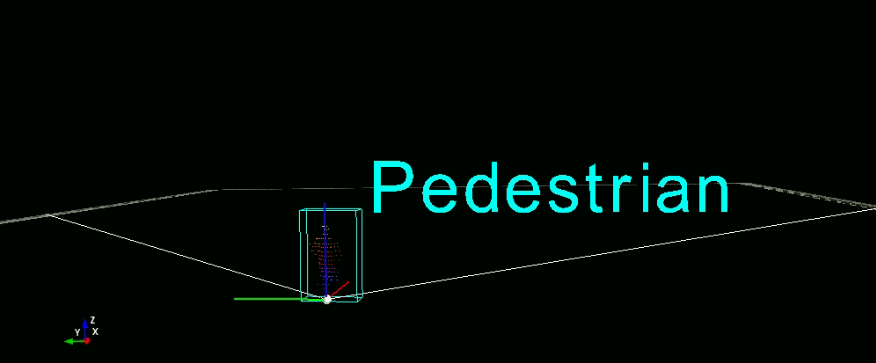 Pedestrian
Z
Y X